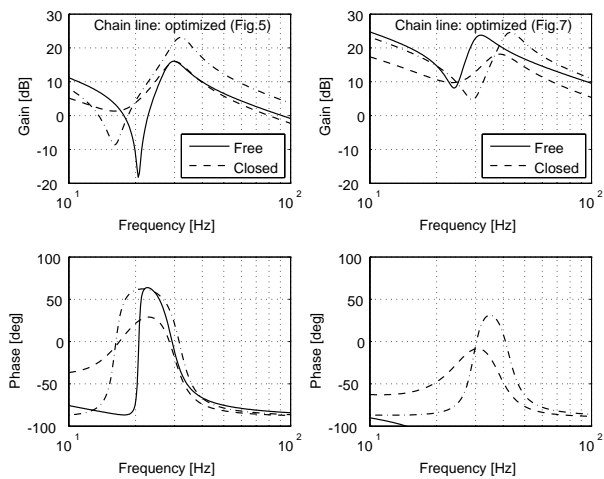 Chain line: optimized (Fig.5)
30
20
10
0
-10
-20
Gain [dB]
Free
Closed
10^1
10^2
Frequency [Hz]
Chain line: optimized (Fig.7)
30
20
10
0
-10
-20
Gain [dB]
Free
Closed
10^1
10^2
Frequency [Hz]
100
50
0
-50
-100
Phase [deg]
10^1
10^2
Frequency [Hz]
100
50
0
-50
-100
Phase [deg]
10^1
10^2
Frequency [Hz]